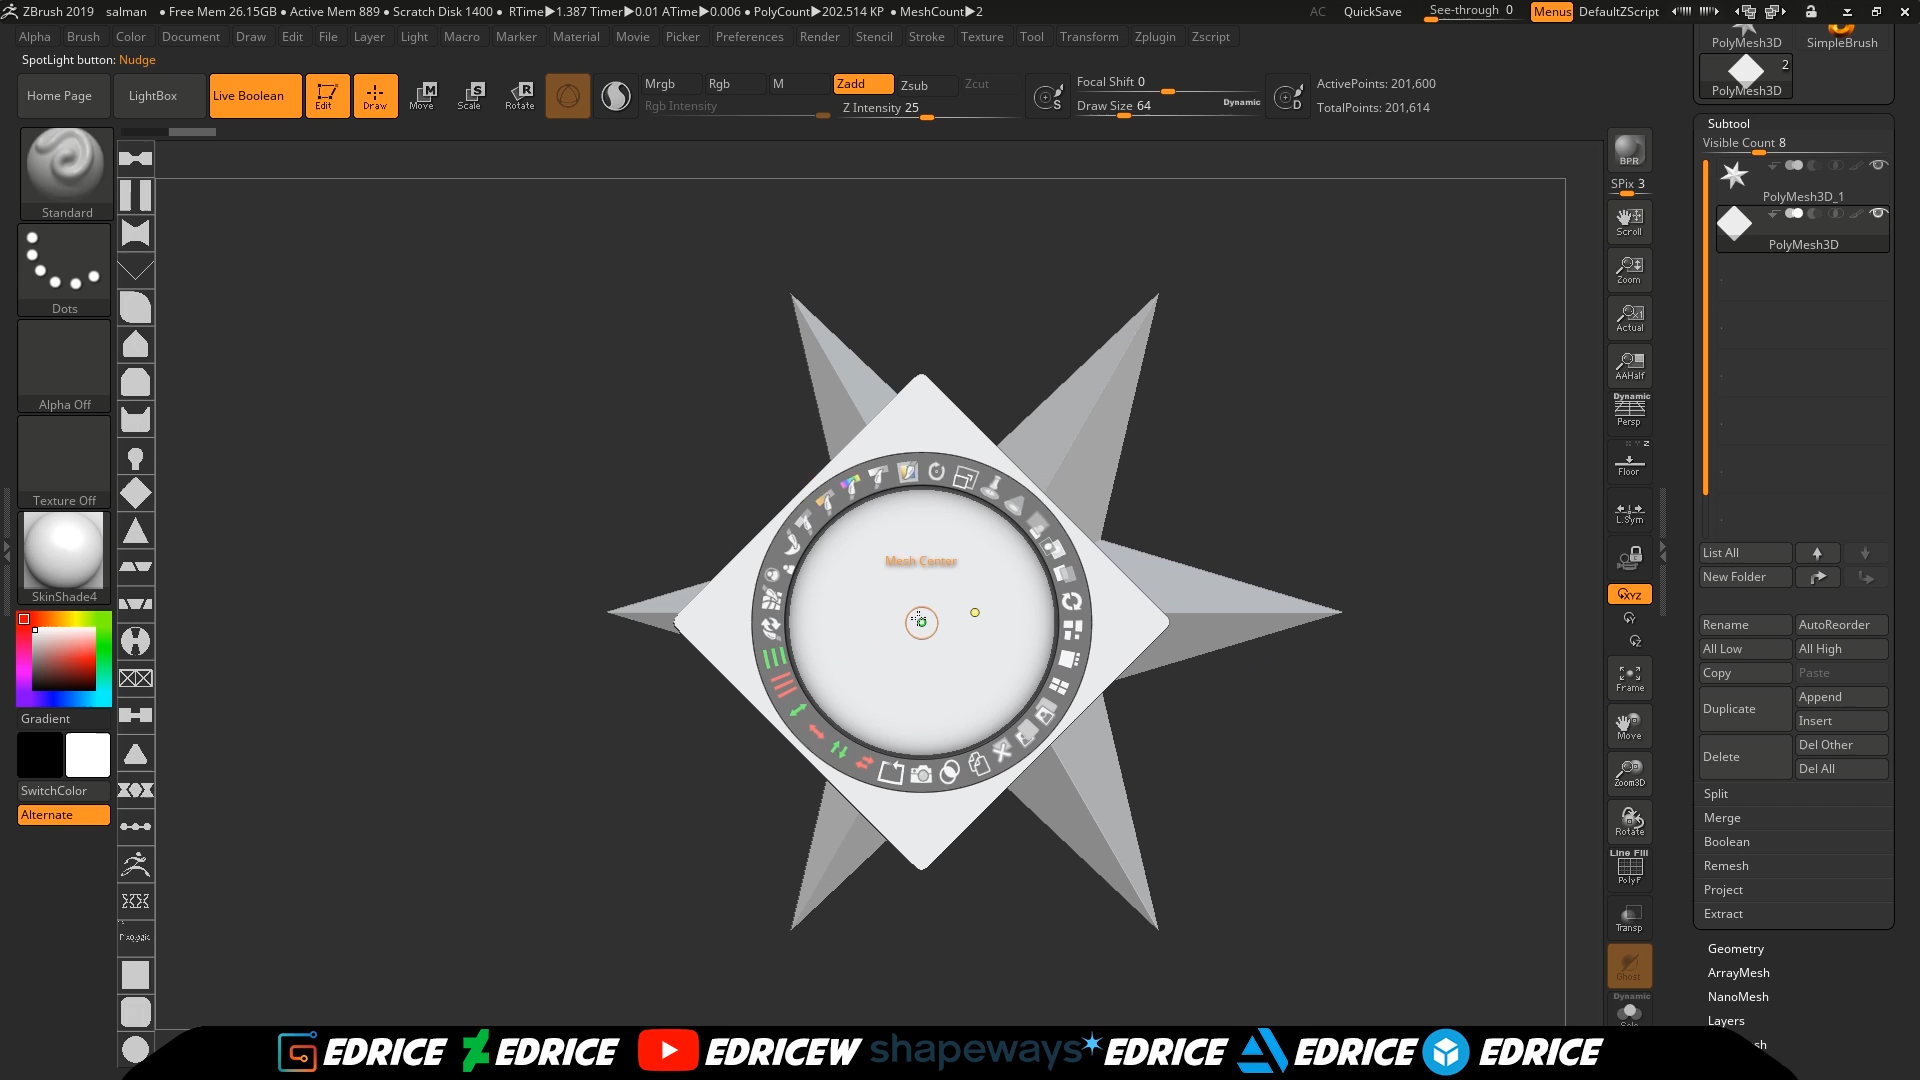 ZBrush 2019 salman • Free Mem 26.15GB • Active Mem 889 • Scratch Disk 1400 • RTime▶1.387 Timer▶0.01 ATime▶0.006 • PolyCount▶202.514 KP • MeshCount▶2 AC QuickSave See-through 0 Menus DefaultZScript
Alpha Brush Color Document Draw Edit File Layer Light Macro Marker Material Movie Picker Preferences Render Stencil Stroke Texture Tool Transform Zplugin Zscript
SpotLight button: Nudge
Home Page LightBox Live Boolean Edit Draw Move Scale Rotate
Mrgb Rgb M Zadd Zsub Zcut
Rgb Intensity Z Intensity 25
Focal Shift 0
Draw Size 64 Dynamic
ActivePoints: 201,600
TotalPoints: 201,614
PolyMesh3D SimpleBrush
2
PolyMesh3D
Standard
Dots
Alpha Off
Texture Off
SkinShade4
Gradient
SwitchColor
Alternate
Mesh Center
BPR
SPix 3
Scroll
Zoom
Actual
AAHalf
Dynamic
Persp
Floor
L.Sym
XYZ
Frame
Move
Zoom3D
Rotate
Line Fill
PolyF
Transp
Ghost
Dynamic
Solo
Subtool
Visible Count 8
PolyMesh3D_1
PolyMesh3D
List All
New Folder
Rename AutoReorder
All Low All High
Copy Paste
Duplicate Append
Insert
Delete Del Other
Del All
Split
Merge
Boolean
Remesh
Project
Extract
Geometry
ArrayMesh
NanoMesh
Layers
EDRICE EDRICE EDRICEW shapeways EDRICE EDRICE EDRICE